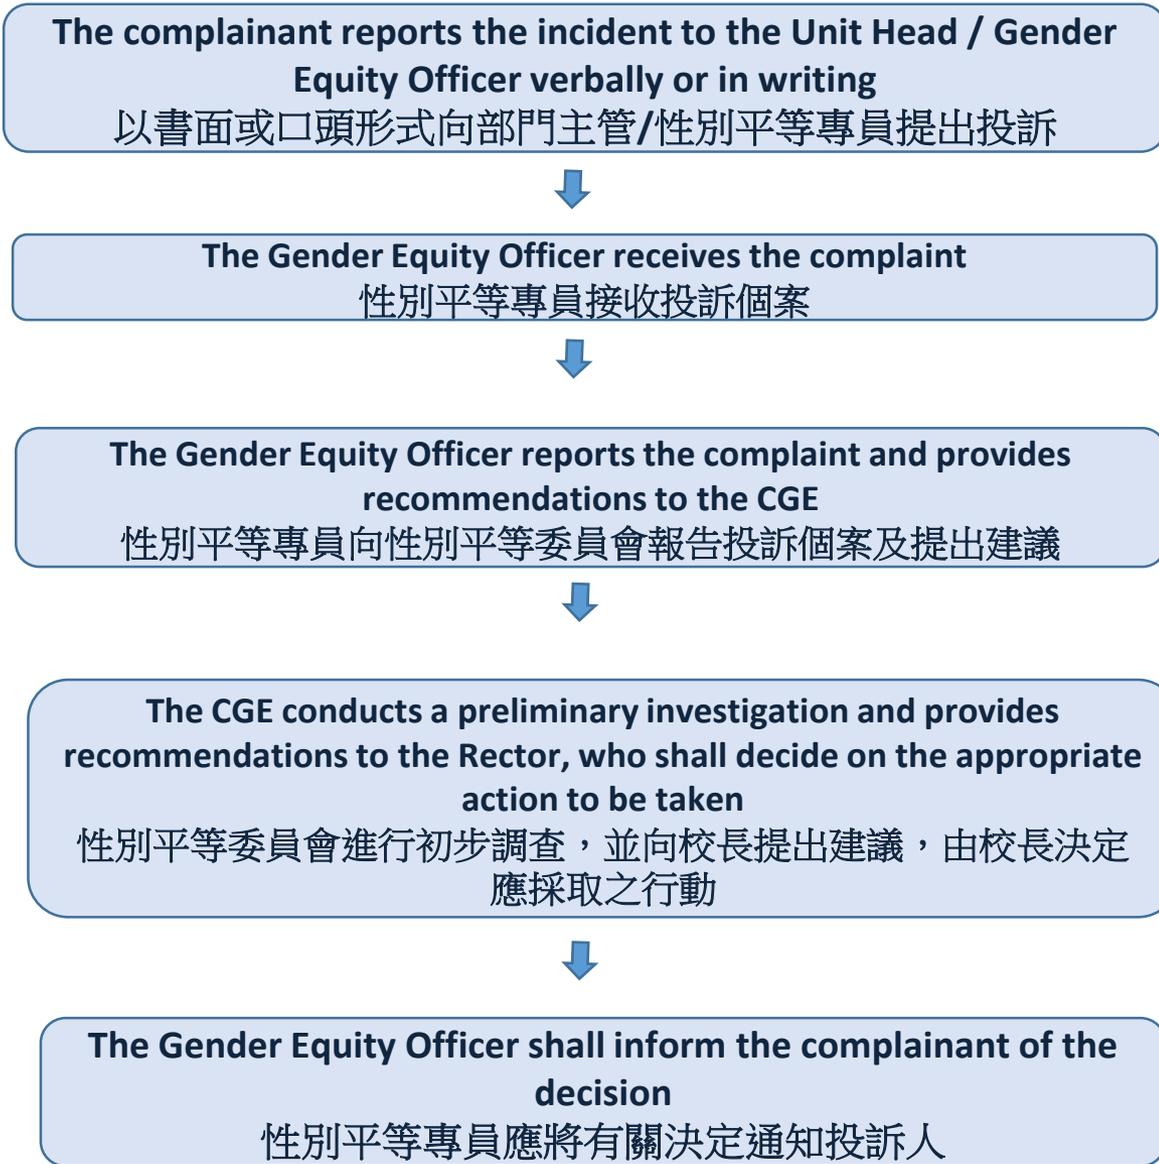 The complainant reports the incident to the Unit Head / Gender
Equity Officer verbally or in writing
以書面或口頭形式向部門主管/性別平等專員提出投訴
The Gender Equity Officer receives the complaint
性別平等專員接收投訴個案
The Gender Equity Officer reports the complaint and provides
recommendations to the CGE
性別平等專員向性別平等委員會報告投訴個案及提出建議
The CGE conducts a preliminary investigation and provides
recommendations to the Rector, who shall decide on the appropriate
action to be taken
性別平等委員會進行初步調查，並向校長提出建議，由校長決定
應採取之行動
The Gender Equity Officer shall inform the complainant of the
decision
性別平等專員應將有關決定通知投訴人